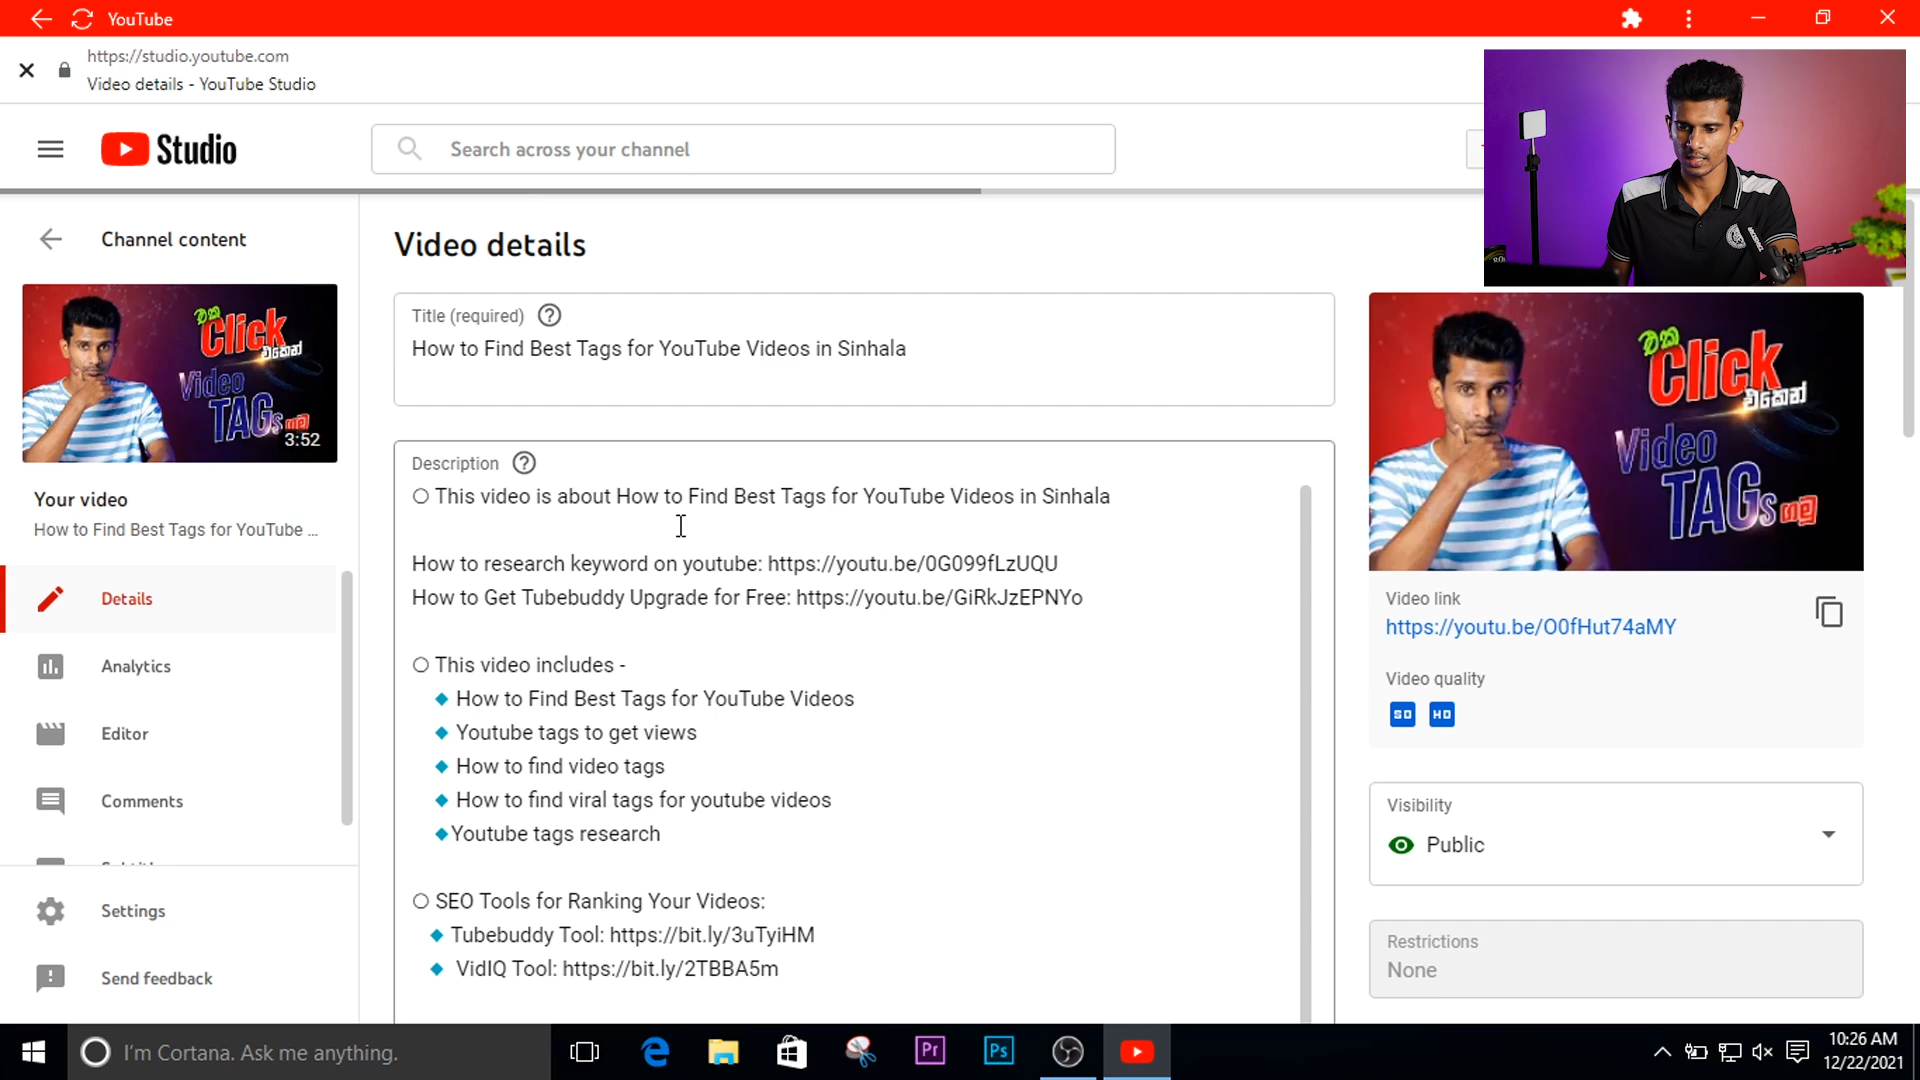 YouTube
https://studio.youtube.com
Video details - YouTube Studio
Studio
Search across your channel
Channel content
එක
Click
එකෙන්
Video
TAGs ගමු
3:52
Your video
How to Find Best Tags for YouTube ...
Details
Analytics
Editor
Comments
Settings
Send feedback
Video details
Title (required)
How to Find Best Tags for YouTube Videos in Sinhala
Description
○ This video is about How to Find Best Tags for YouTube Videos in Sinhala
How to research keyword on youtube: https://youtu.be/0G099fLzUQU
How to Get Tubebuddy Upgrade for Free: https://youtu.be/GiRkJzEPNYo
○ This video includes -
◆ How to Find Best Tags for YouTube Videos
◆ Youtube tags to get views
◆ How to find video tags
◆ How to find viral tags for youtube videos
◆Youtube tags research
○ SEO Tools for Ranking Your Videos:
◆ Tubebuddy Tool: https://bit.ly/3uTyiHM
◆ VidIQ Tool: https://bit.ly/2TBBA5m
එක
Click
එකෙන්
Video
TAGs ගමු
Video link
https://youtu.be/O0fHut74aMY
Video quality
SD HD
Visibility
Public
Restrictions
None
I'm Cortana. Ask me anything.
Pr
Ps
10:26 AM
12/22/2021